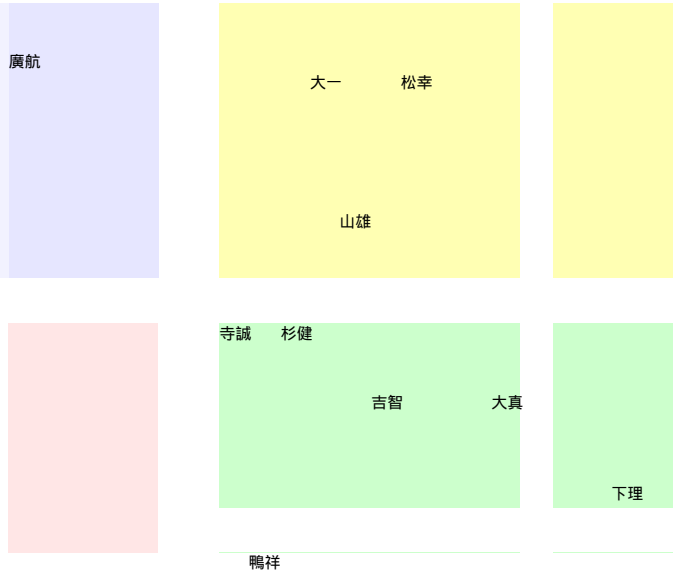 廣航
大一 松幸
山雄
寺誠 杉健
吉智 大真
下理
鴨祥